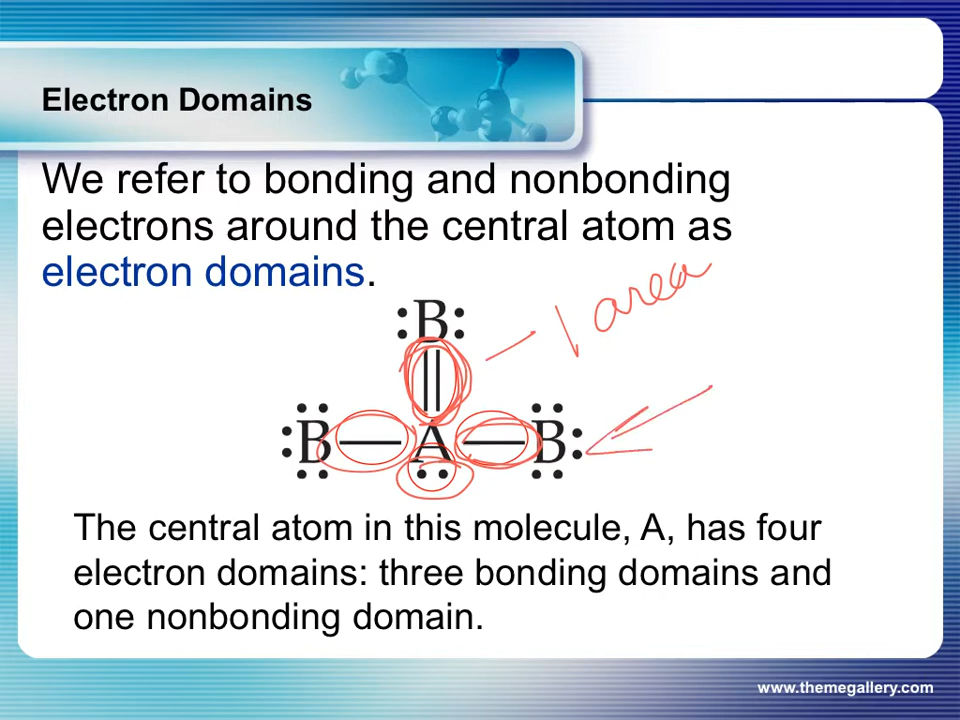 Electron Domains
We refer to bonding and nonbonding
electrons around the central atom as
electron domains.
1 area
:B:
B A B:
The central atom in this molecule, A, has four
electron domains: three bonding domains and
one nonbonding domain.
www.themegallery.com